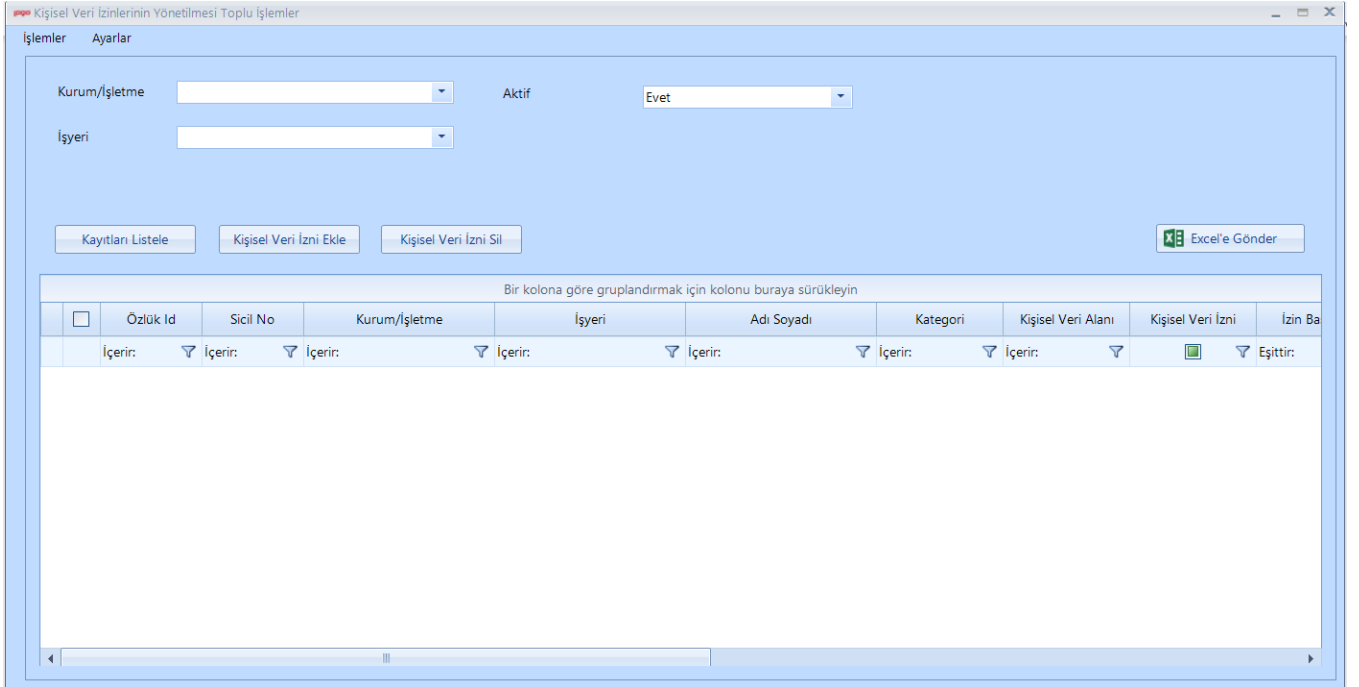 Kişisel Veri İzinlerinin Yönetilmesi Toplu İşlemler
İşlemler Ayarlar
Kurum/İşletme Aktif Evet
İşyeri
Kayıtları Listele Kişisel Veri İzni Ekle Kişisel Veri İzni Sil Excel'e Gönder
Bir kolona göre gruplandırmak için kolonu buraya sürükleyin
Özlük Id Sicil No Kurum/İşletme İşyeri Adı Soyadı Kategori Kişisel Veri Alanı Kişisel Veri İzni İzin Ba
İçerir: İçerir: İçerir: İçerir: İçerir: İçerir: İçerir: Eşittir: